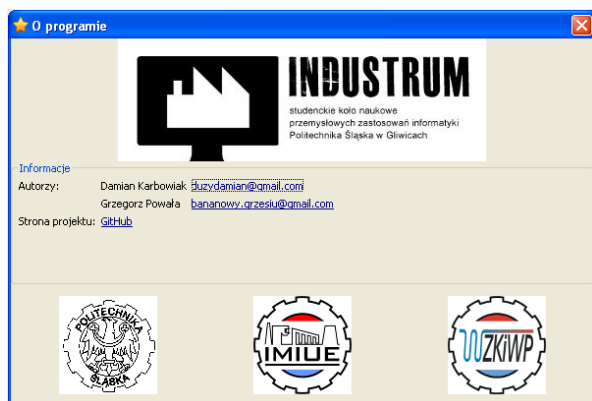 O programie
INDUSTRUM
studenckie koło naukowe
przemysłowych zastosowań informatyki
Politechnika Śląska w Gliwicach
Informacje
Autorzy: Damian Karbowiak duzydamian@gmail.com
Grzegorz Powała bananowy.grzesiu@gmail.com
Strona projektu: GitHub
POLITECHNIKA
ŚLĄSKA
IMIUE
WZKiWP